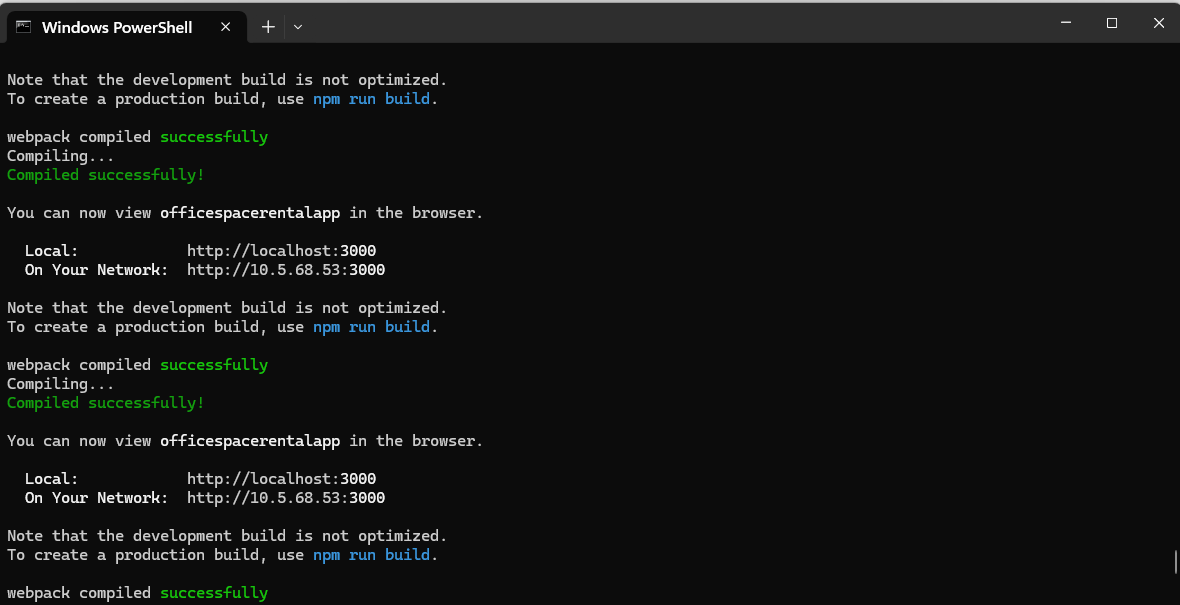 Windows PowerShell
Note that the development build is not optimized.
To create a production build, use npm run build.
webpack compiled successfully
Compiling...
Compiled successfully!
You can now view officespacerentalapp in the browser.
Local: http://localhost:3000
On Your Network: http://10.5.68.53:3000
Note that the development build is not optimized.
To create a production build, use npm run build.
webpack compiled successfully
Compiling...
Compiled successfully!
You can now view officespacerentalapp in the browser.
Local: http://localhost:3000
On Your Network: http://10.5.68.53:3000
Note that the development build is not optimized.
To create a production build, use npm run build.
webpack compiled successfully